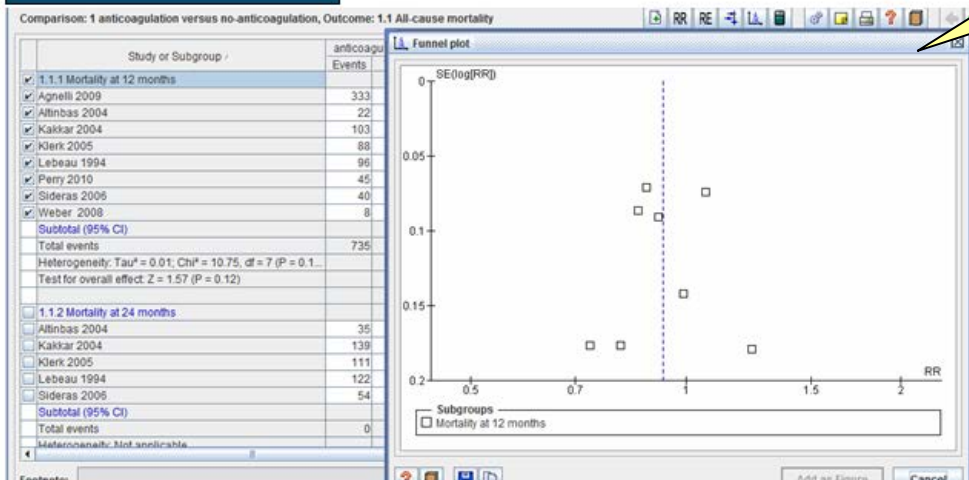 Comparison: 1 anticoagulation versus no-anticoagulation, Outcome: 1.1 All-cause mortality
RR RE
Study or Subgroup
anticoagu
Events
1.1.1 Mortality at 12 months
Agnelli 2009 333
Altinbas 2004 22
Kakkar 2004 103
Klerk 2005 88
Lebeau 1994 96
Perry 2010 45
Sideras 2006 40
Weber 2008 8
Subtotal (95% CI)
Total events 735
Heterogeneity: Tau² = 0.01; Chi² = 10.75, df = 7 (P = 0.1...
Test for overall effect: Z = 1.57 (P = 0.12)
1.1.2 Mortality at 24 months
Altinbas 2004 35
Kakkar 2004 139
Klerk 2005 111
Lebeau 1994 122
Sideras 2006 54
Subtotal (95% CI)
Total events 0
Heterogeneity: Not applicable
Footnote:
Funnel plot
SE(log[RR])
0
0.05
0.1
0.15
0.2
0.5 0.7 1 1.5 2
RR
Subgroups
Mortality at 12 months
Add as Figure Cancel